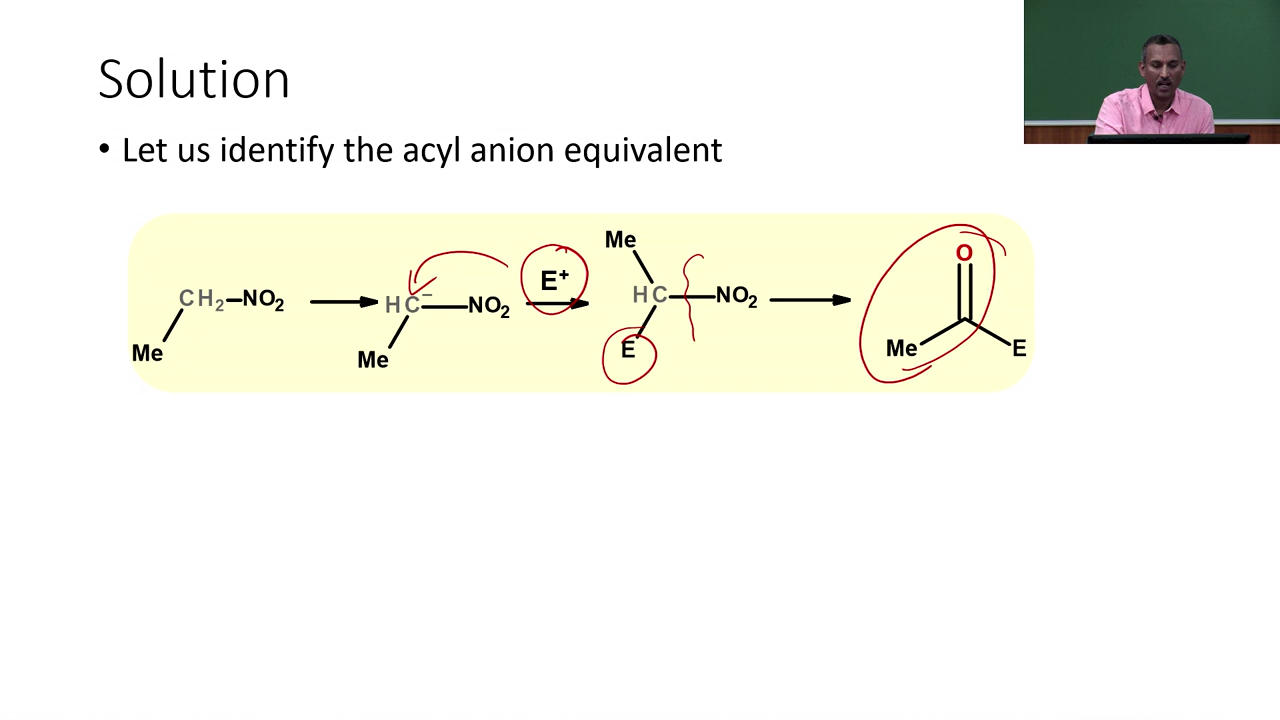 Solution
• Let us identify the acyl anion equivalent
Me
E⁺
O
CH₂–NO₂
HC⁻–NO₂
HC–NO₂
Me
Me
E
Me
E